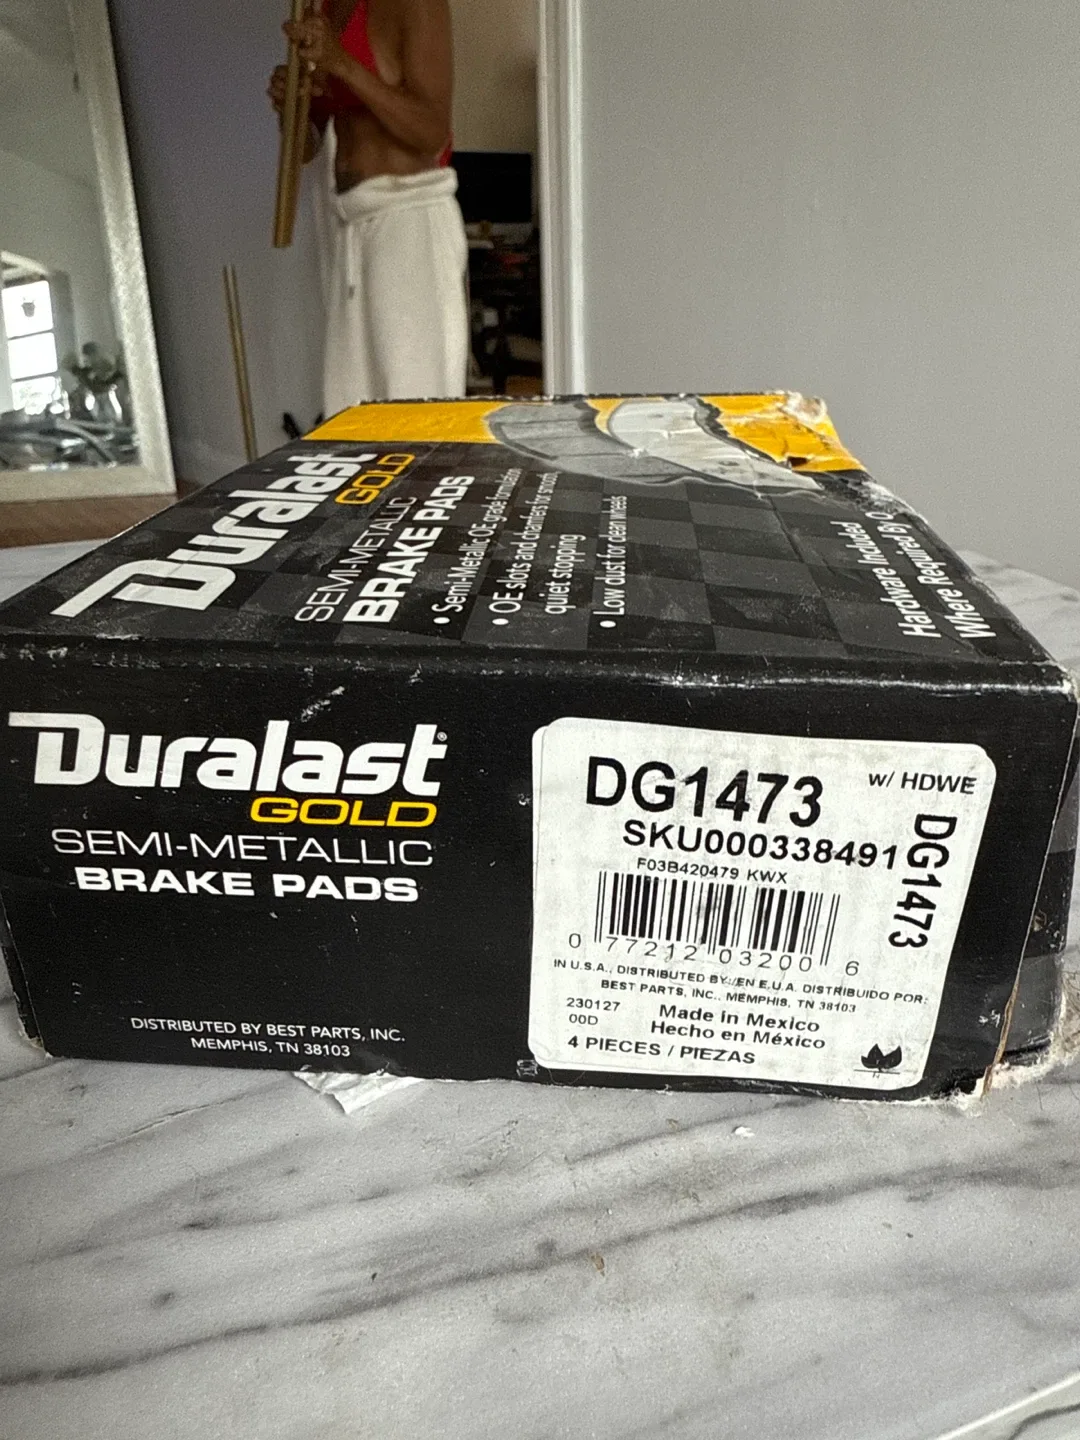 Duralast
GOLD
SEMI-METALLIC
BRAKE PADS
• Semi-Metallic OE-grade formulation
• OE slots and chamfers for smooth,
quiet stopping
• Low dust for clean wheels
Hardware Included
Where Required By
Duralast®
GOLD
SEMI-METALLIC
BRAKE PADS
DISTRIBUTED BY BEST PARTS, INC.
MEMPHIS, TN 38103
DG1473 w/ HDWE
SKU000338491
F03B420479 KWX
0 77212 03200 6
IN U.S.A., DISTRIBUTED BY:/EN E.U.A. DISTRIBUIDO POR:
BEST PARTS, INC., MEMPHIS, TN 38103
230127
00D
Made in Mexico
Hecho en México
4 PIECES / PIEZAS
DG1473